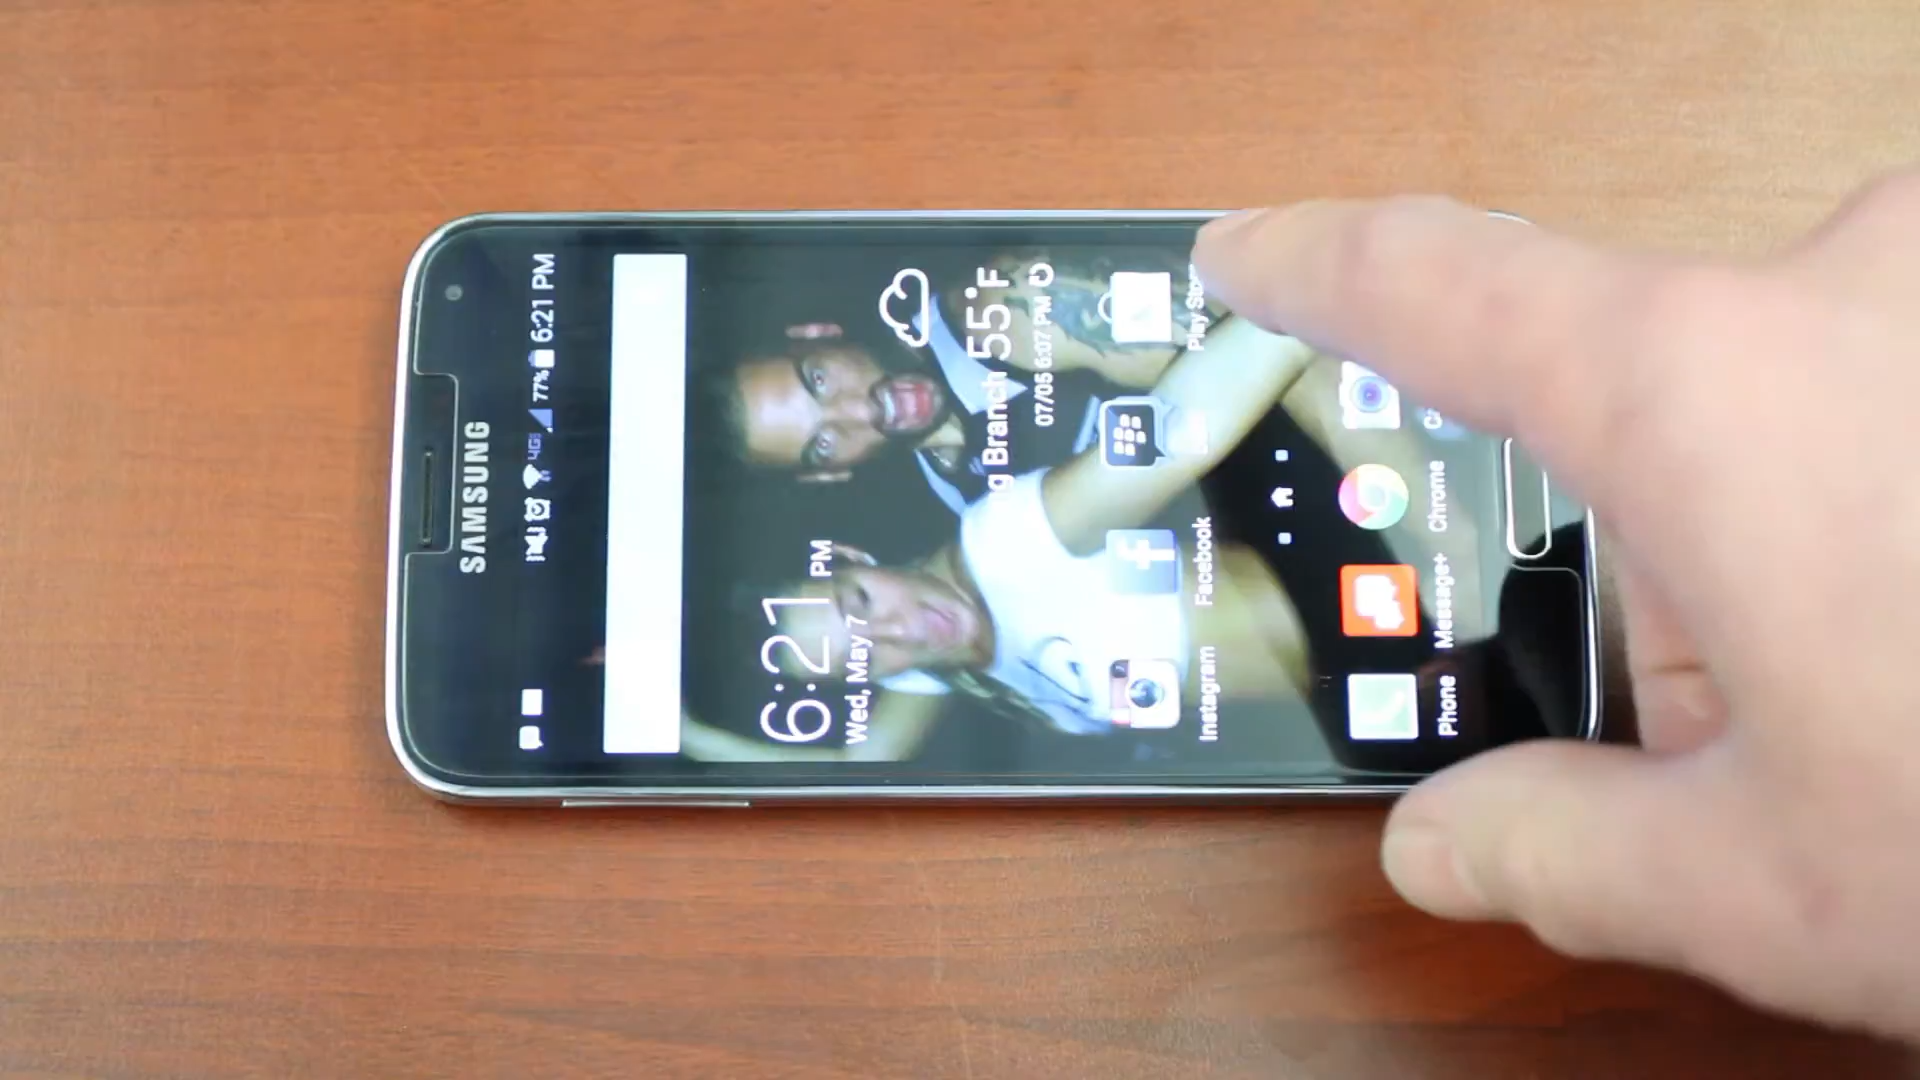 SAMSUNG
4G 77% 6:21 PM
6:21 PM
Wed, May 7
g Branch 55°F
07/05 6:07 PM
Instagram Facebook Play Sto
Phone Message+ Chrome